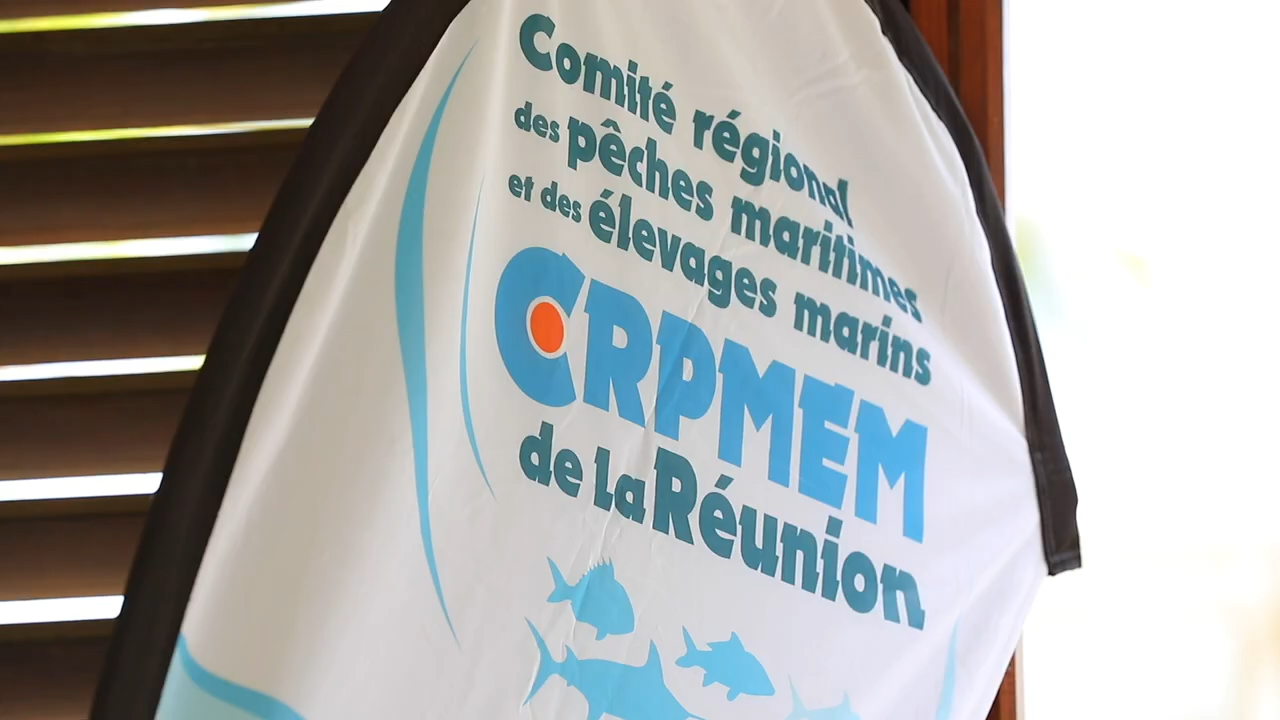 Comité régional
des pêches maritimes
et des élevages marins
CRPMEM
de la Réunion